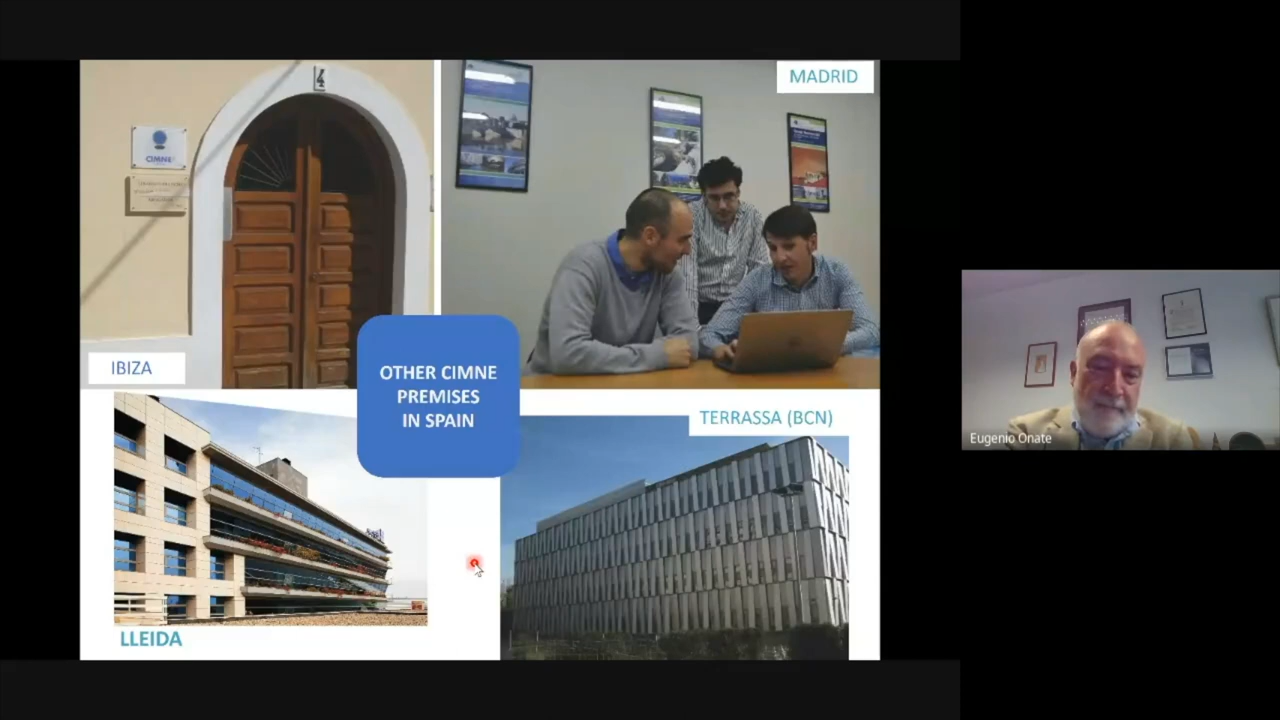 4
CIMNE
IBIZA
MADRID
OTHER CIMNE
PREMISES
IN SPAIN
TERRASSA (BCN)
LLEIDA
Eugenio Onate